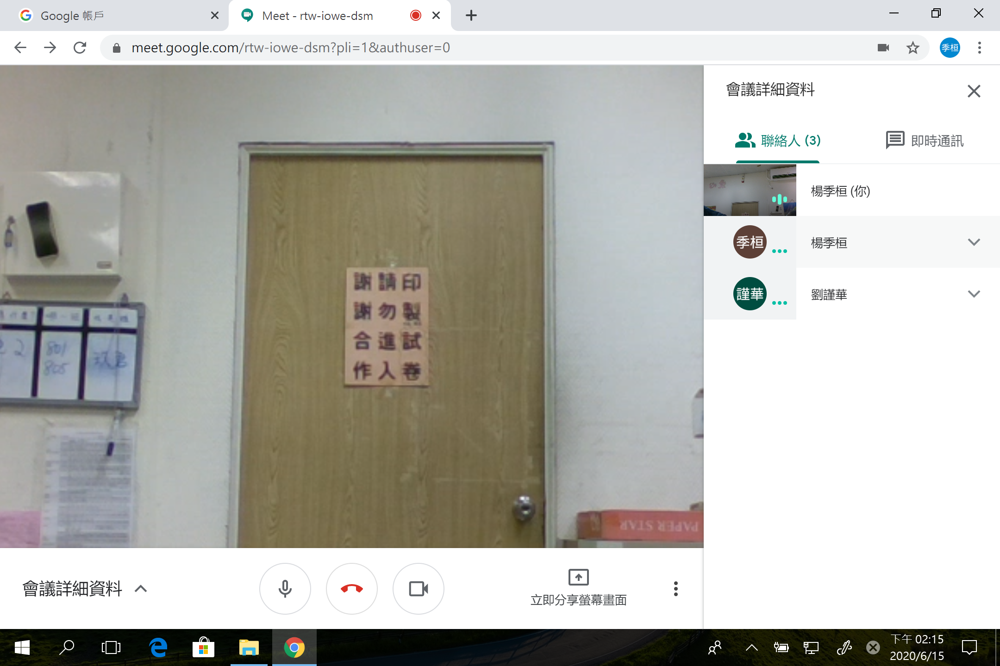 Google 帳戶
Meet - rtw-iowe-dsm
meet.google.com/rtw-iowe-dsm?pli=1&authuser=0
季桓
印製試卷
請勿進入
謝謝合作
801
805
PAPER STAR
會議詳細資料
聯絡人 (3)
即時通訊
楊季桓 (你)
季桓
楊季桓
謹華
劉謹華
會議詳細資料
立即分享螢幕畫面
下午 02:15
2020/6/15